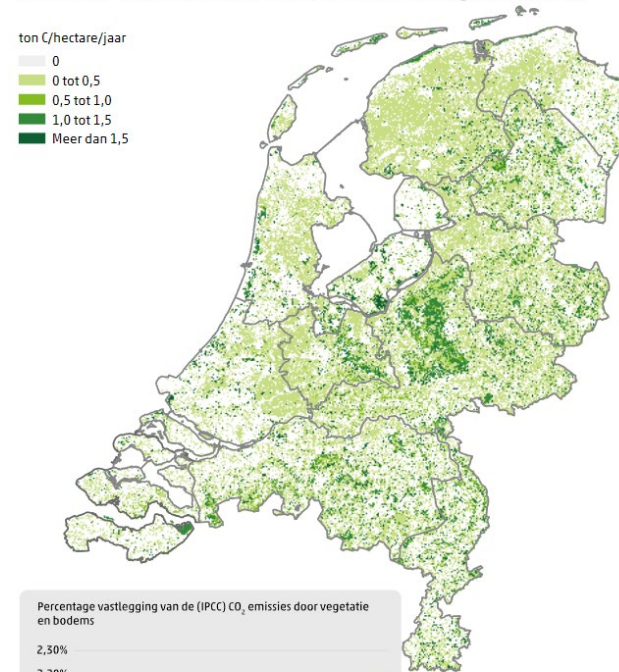 ton C/hectare/jaar
0
0 tot 0,5
0,5 tot 1,0
1,0 tot 1,5
Meer dan 1,5
Percentage vastlegging van de (IPCC) CO₂ emissies door vegetatie
en bodems
2,30%